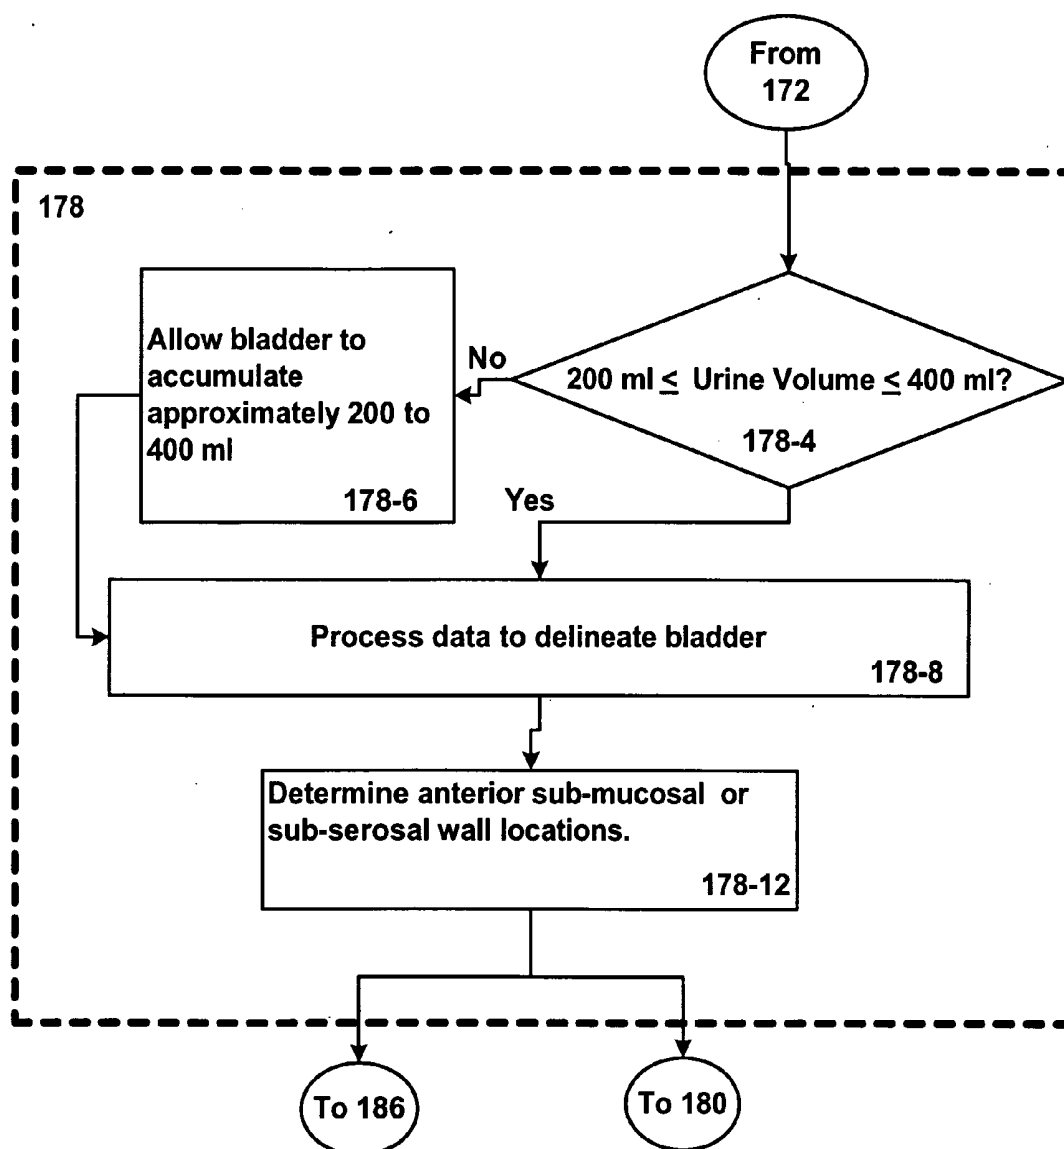 From
172
178
Allow bladder to
accumulate
approximately 200 to
400 ml
178-6
No
200 ml ≤ Urine Volume ≤ 400 ml?
178-4
Yes
Process data to delineate bladder
178-8
Determine anterior sub-mucosal or
sub-serosal wall locations.
178-12
To 186
To 180